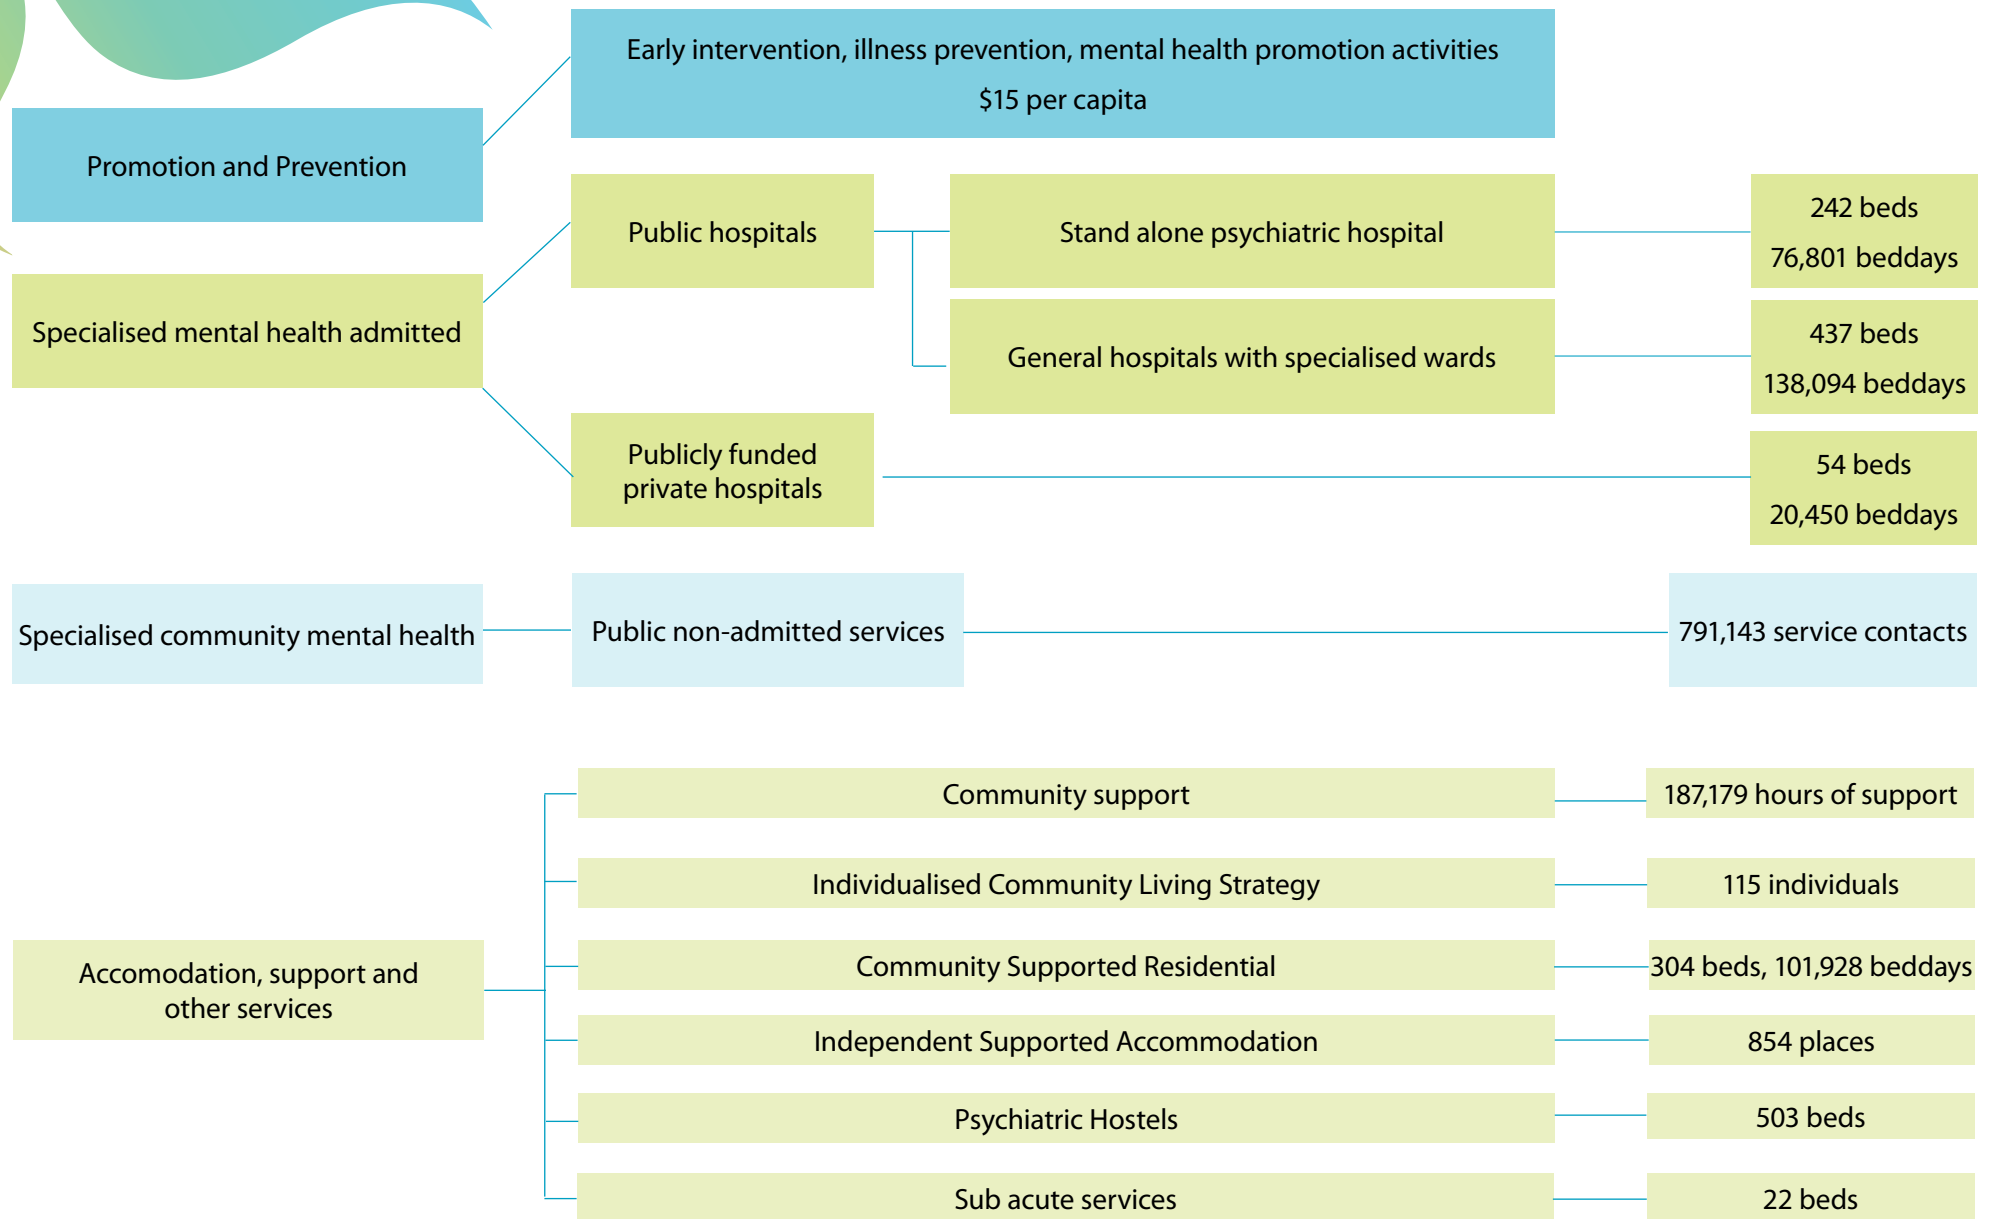 Early intervention, illness prevention, mental health promotion activities
$15 per capita
Promotion and Prevention
Public hospitals
Stand alone psychiatric hospital
242 beds
76,801 beddays
Specialised mental health admitted
General hospitals with specialised wards
437 beds
138,094 beddays
Publicly funded
private hospitals
54 beds
20,450 beddays
Specialised community mental health
Public non-admitted services
791,143 service contacts
Community support
187,179 hours of support
Individualised Community Living Strategy
115 individuals
Accomodation, support and
other services
Community Supported Residential
304 beds, 101,928 beddays
Independent Supported Accommodation
854 places
Psychiatric Hostels
503 beds
Sub acute services
22 beds